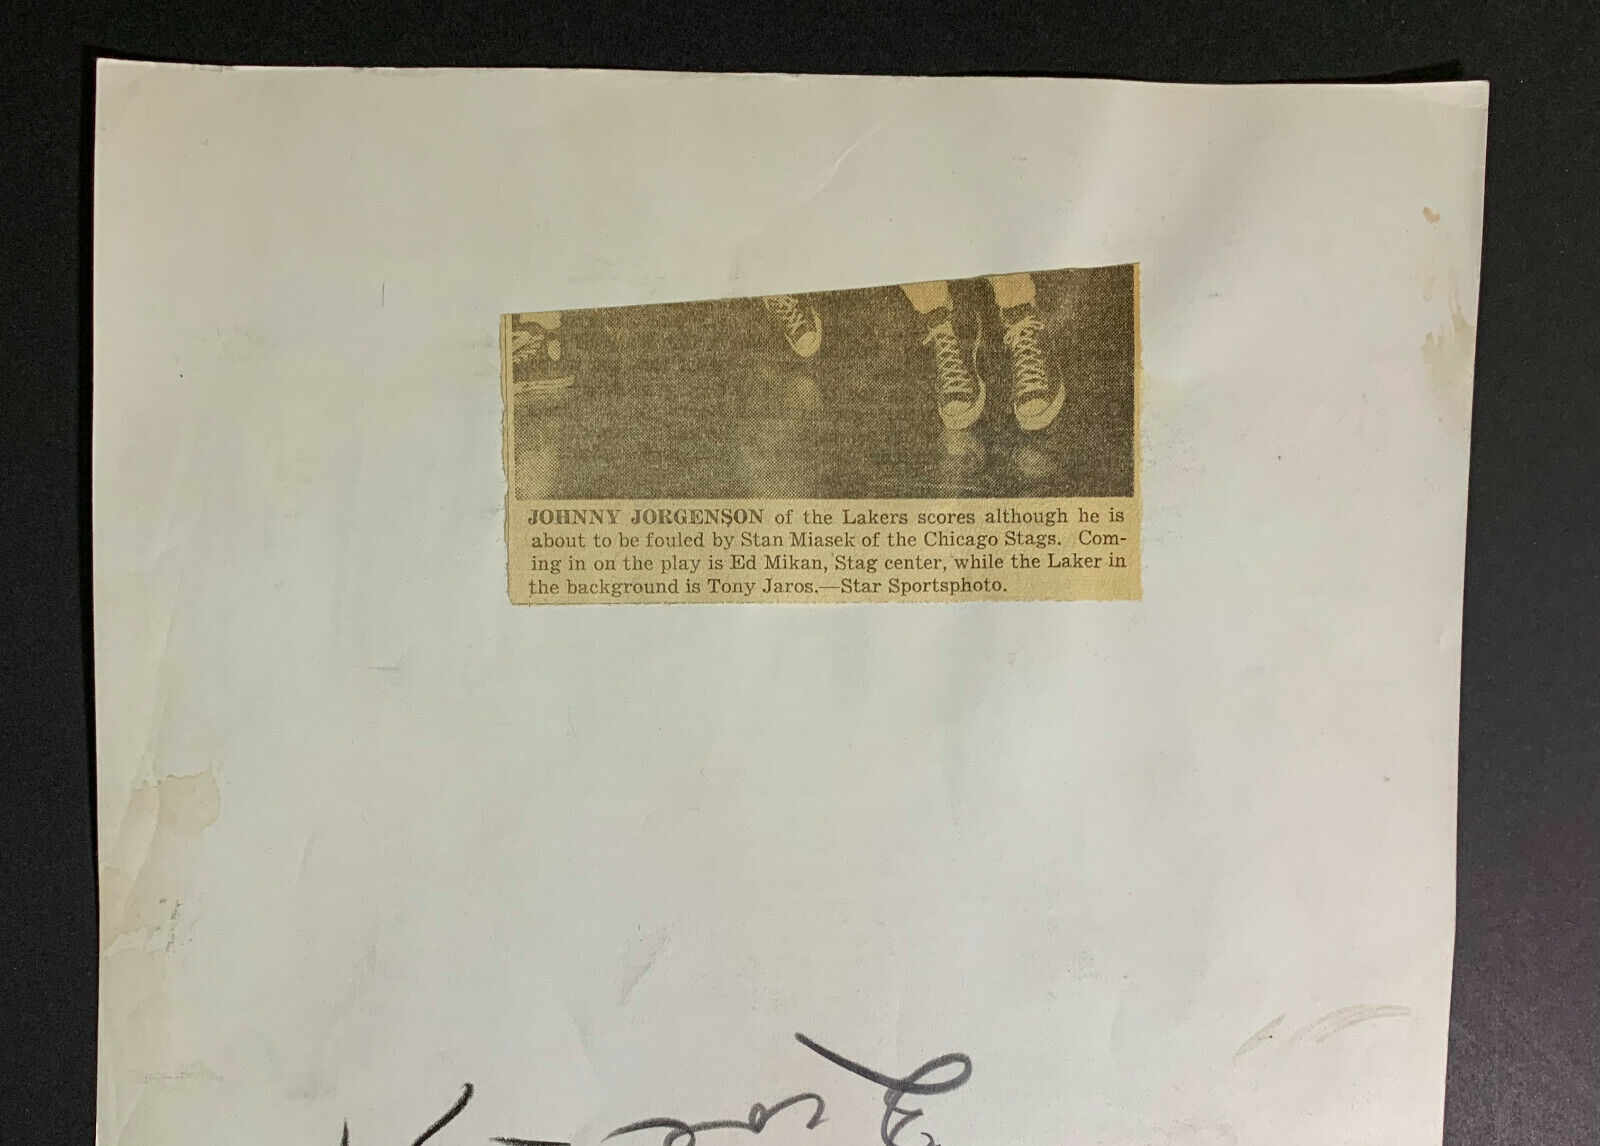 JOHNNY JORGENSON of the Lakers scores although he is
about to be fouled by Stan Miasek of the Chicago Stags. Com-
ing in on the play is Ed Mikan, Stag center, while the Laker in
the background is Tony Jaros.—Star Sportsphoto.